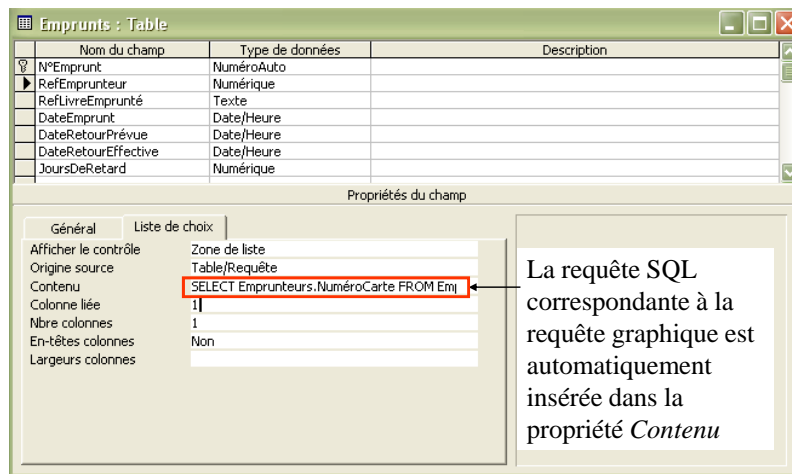 Emprunts : Table
Nom du champ Type de données Description
N°Emprunt NuméroAuto
RefEmprunteur Numérique
RefLivreEmprunté Texte
DateEmprunt Date/Heure
DateRetourPrévue Date/Heure
DateRetourEffective Date/Heure
JoursDeRetard Numérique
Propriétés du champ
Général Liste de choix
Afficher le contrôle Zone de liste
Origine source Table/Requête
Contenu SELECT Emprunteurs.NuméroCarte FROM Emp
Colonne liée 1
Nbre colonnes 1
En-têtes colonnes Non
Largeurs colonnes
La requête SQL
correspondante à la
requête graphique est
automatiquement
insérée dans la
propriété Contenu